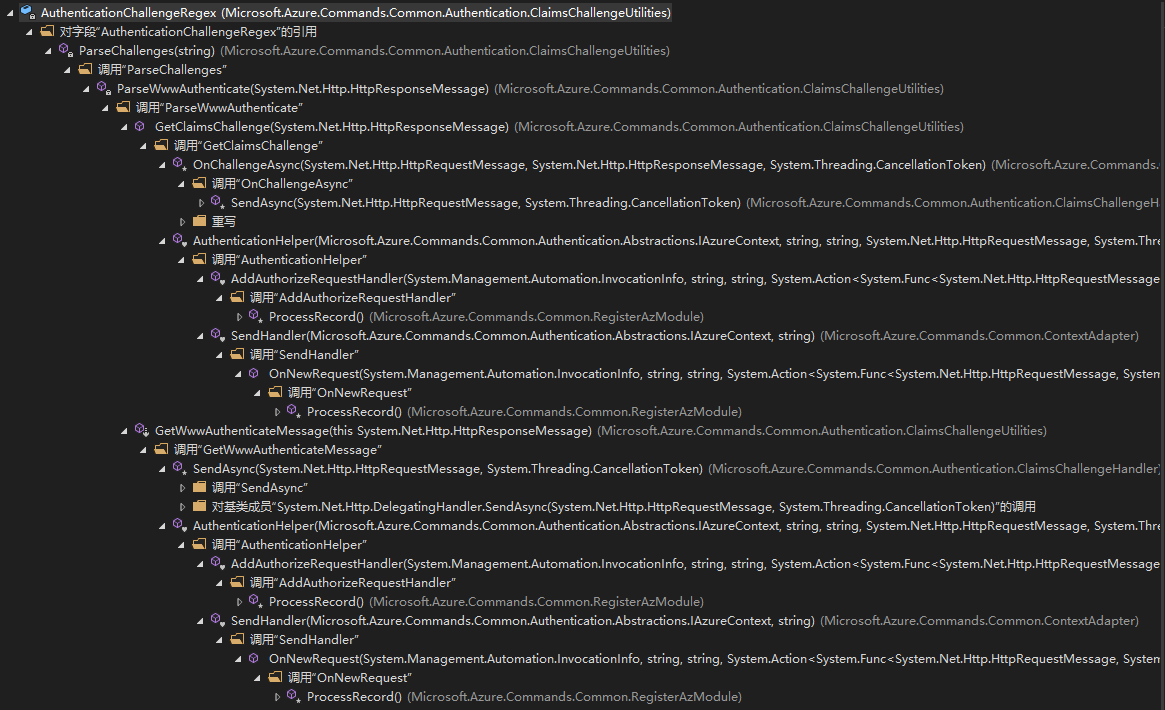 AuthenticationChallengeRegex (Microsoft.Azure.Commands.Common.Authentication.ClaimsChallengeUtilities)
对字段“AuthenticationChallengeRegex”的引用
ParseChallenges(string) (Microsoft.Azure.Commands.Common.Authentication.ClaimsChallengeUtilities)
调用“ParseChallenges”
ParseWwwAuthenticate(System.Net.Http.HttpResponseMessage) (Microsoft.Azure.Commands.Common.Authentication.ClaimsChallengeUtilities)
调用“ParseWwwAuthenticate”
GetClaimsChallenge(System.Net.Http.HttpResponseMessage) (Microsoft.Azure.Commands.Common.Authentication.ClaimsChallengeUtilities)
调用“GetClaimsChallenge”
OnChallengeAsync(System.Net.Http.HttpRequestMessage, System.Net.Http.HttpResponseMessage, System.Threading.CancellationToken) (Microsoft.Azure.Commands.
调用“OnChallengeAsync”
SendAsync(System.Net.Http.HttpRequestMessage, System.Threading.CancellationToken) (Microsoft.Azure.Commands.Common.Authentication.ClaimsChallengeH
重写
AuthenticationHelper(Microsoft.Azure.Commands.Common.Authentication.Abstractions.IAzureContext, string, string, System.Net.Http.HttpRequestMessage, System.Thre
调用“AuthenticationHelper”
AddAuthorizeRequestHandler(System.Management.Automation.InvocationInfo, string, string, System.Action<System.Func<System.Net.Http.HttpRequestMessage
调用“AddAuthorizeRequestHandler”
ProcessRecord() (Microsoft.Azure.Commands.Common.RegisterAzModule)
SendHandler(Microsoft.Azure.Commands.Common.Authentication.Abstractions.IAzureContext, string) (Microsoft.Azure.Commands.Common.ContextAdapter)
调用“SendHandler”
OnNewRequest(System.Management.Automation.InvocationInfo, string, string, System.Action<System.Func<System.Net.Http.HttpRequestMessage, System
调用“OnNewRequest”
ProcessRecord() (Microsoft.Azure.Commands.Common.RegisterAzModule)
GetWwwAuthenticateMessage(this System.Net.Http.HttpResponseMessage) (Microsoft.Azure.Commands.Common.Authentication.ClaimsChallengeUtilities)
调用“GetWwwAuthenticateMessage”
SendAsync(System.Net.Http.HttpRequestMessage, System.Threading.CancellationToken) (Microsoft.Azure.Commands.Common.Authentication.ClaimsChallengeHandler)
调用“SendAsync”
对基类成员“System.Net.Http.DelegatingHandler.SendAsync(System.Net.Http.HttpRequestMessage, System.Threading.CancellationToken)”的调用
AuthenticationHelper(Microsoft.Azure.Commands.Common.Authentication.Abstractions.IAzureContext, string, string, System.Net.Http.HttpRequestMessage, System.Thre
调用“AuthenticationHelper”
AddAuthorizeRequestHandler(System.Management.Automation.InvocationInfo, string, string, System.Action<System.Func<System.Net.Http.HttpRequestMessage
调用“AddAuthorizeRequestHandler”
ProcessRecord() (Microsoft.Azure.Commands.Common.RegisterAzModule)
SendHandler(Microsoft.Azure.Commands.Common.Authentication.Abstractions.IAzureContext, string) (Microsoft.Azure.Commands.Common.ContextAdapter)
调用“SendHandler”
OnNewRequest(System.Management.Automation.InvocationInfo, string, string, System.Action<System.Func<System.Net.Http.HttpRequestMessage, System
调用“OnNewRequest”
ProcessRecord() (Microsoft.Azure.Commands.Common.RegisterAzModule)